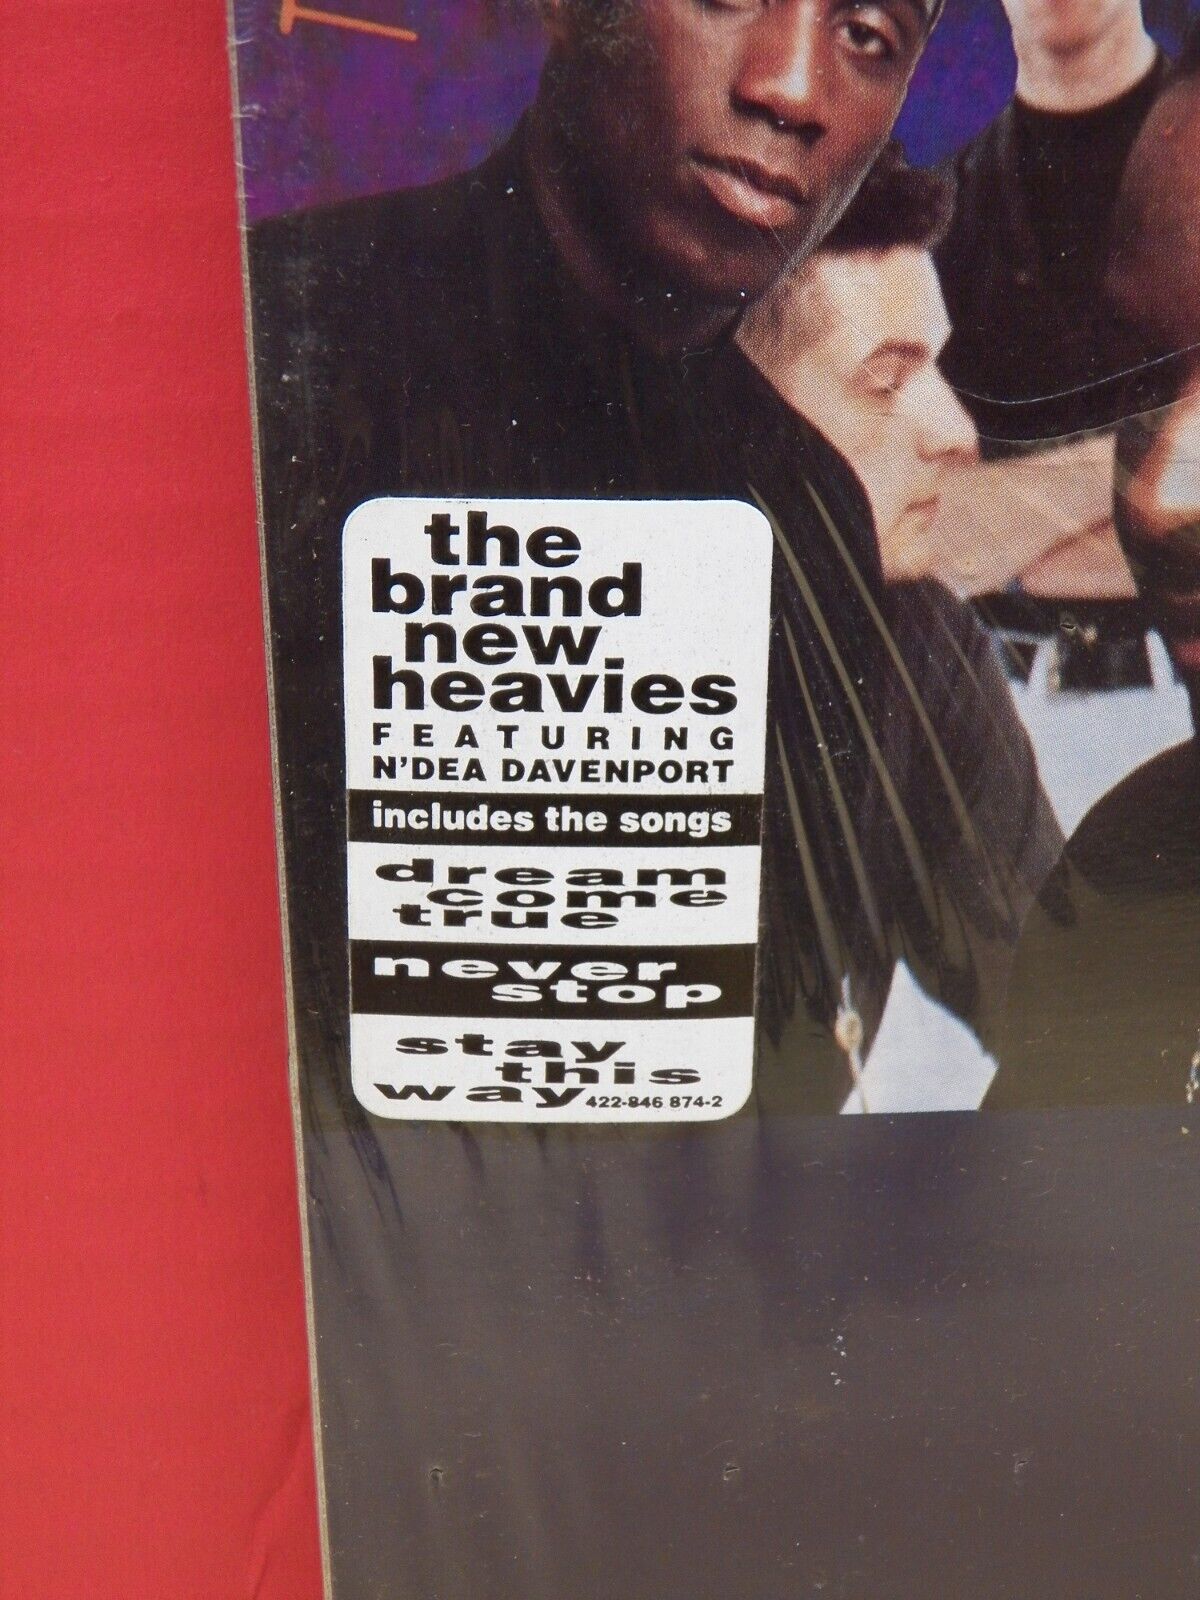 the
brand
new
heavies
FEATURING
N'DEA DAVENPORT
includes the songs
dream
come
true
never
stop
stay
this
way 422-846 874-2